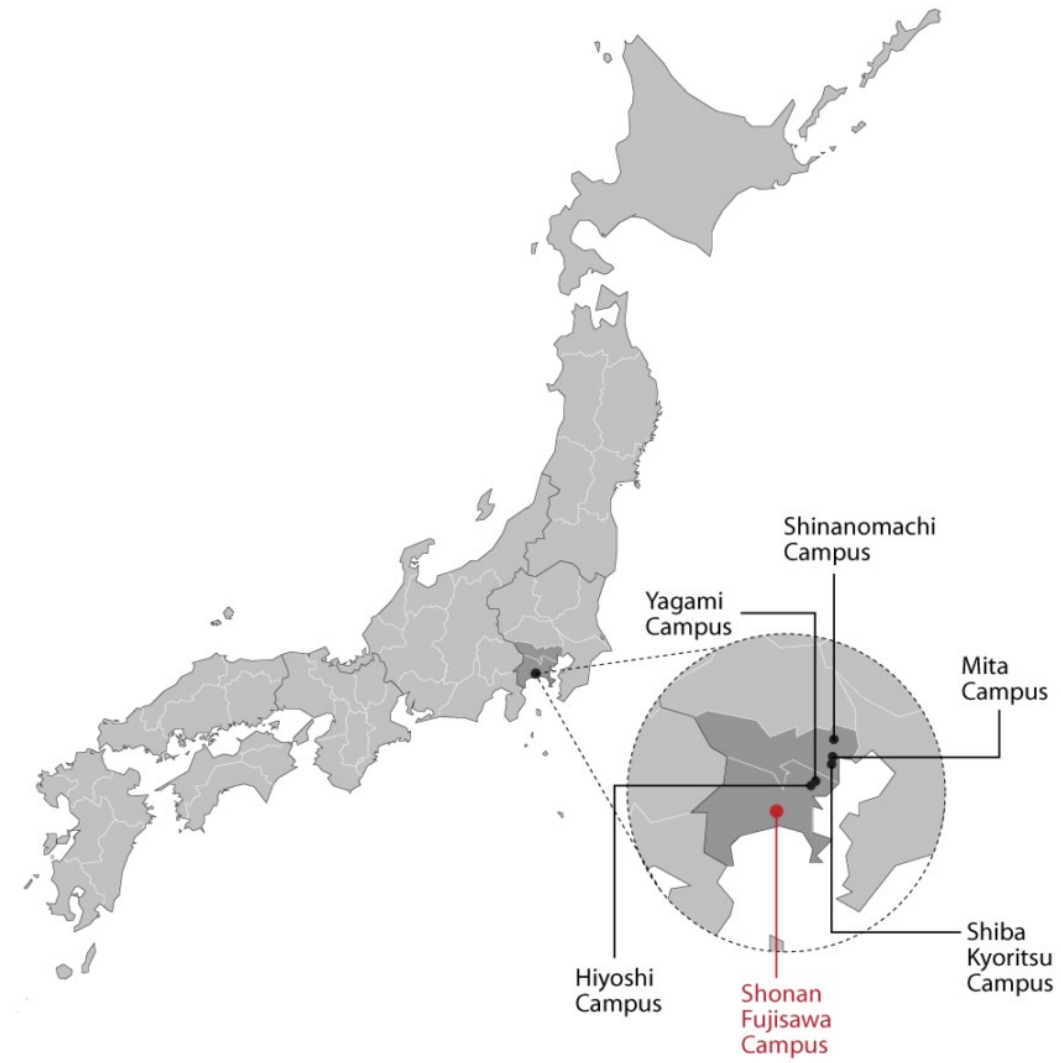 Shinanomachi
Campus
Yagami
Campus
Mita
Campus
Shiba
Kyoritsu
Campus
Hiyoshi
Campus
Shonan
Fujisawa
Campus